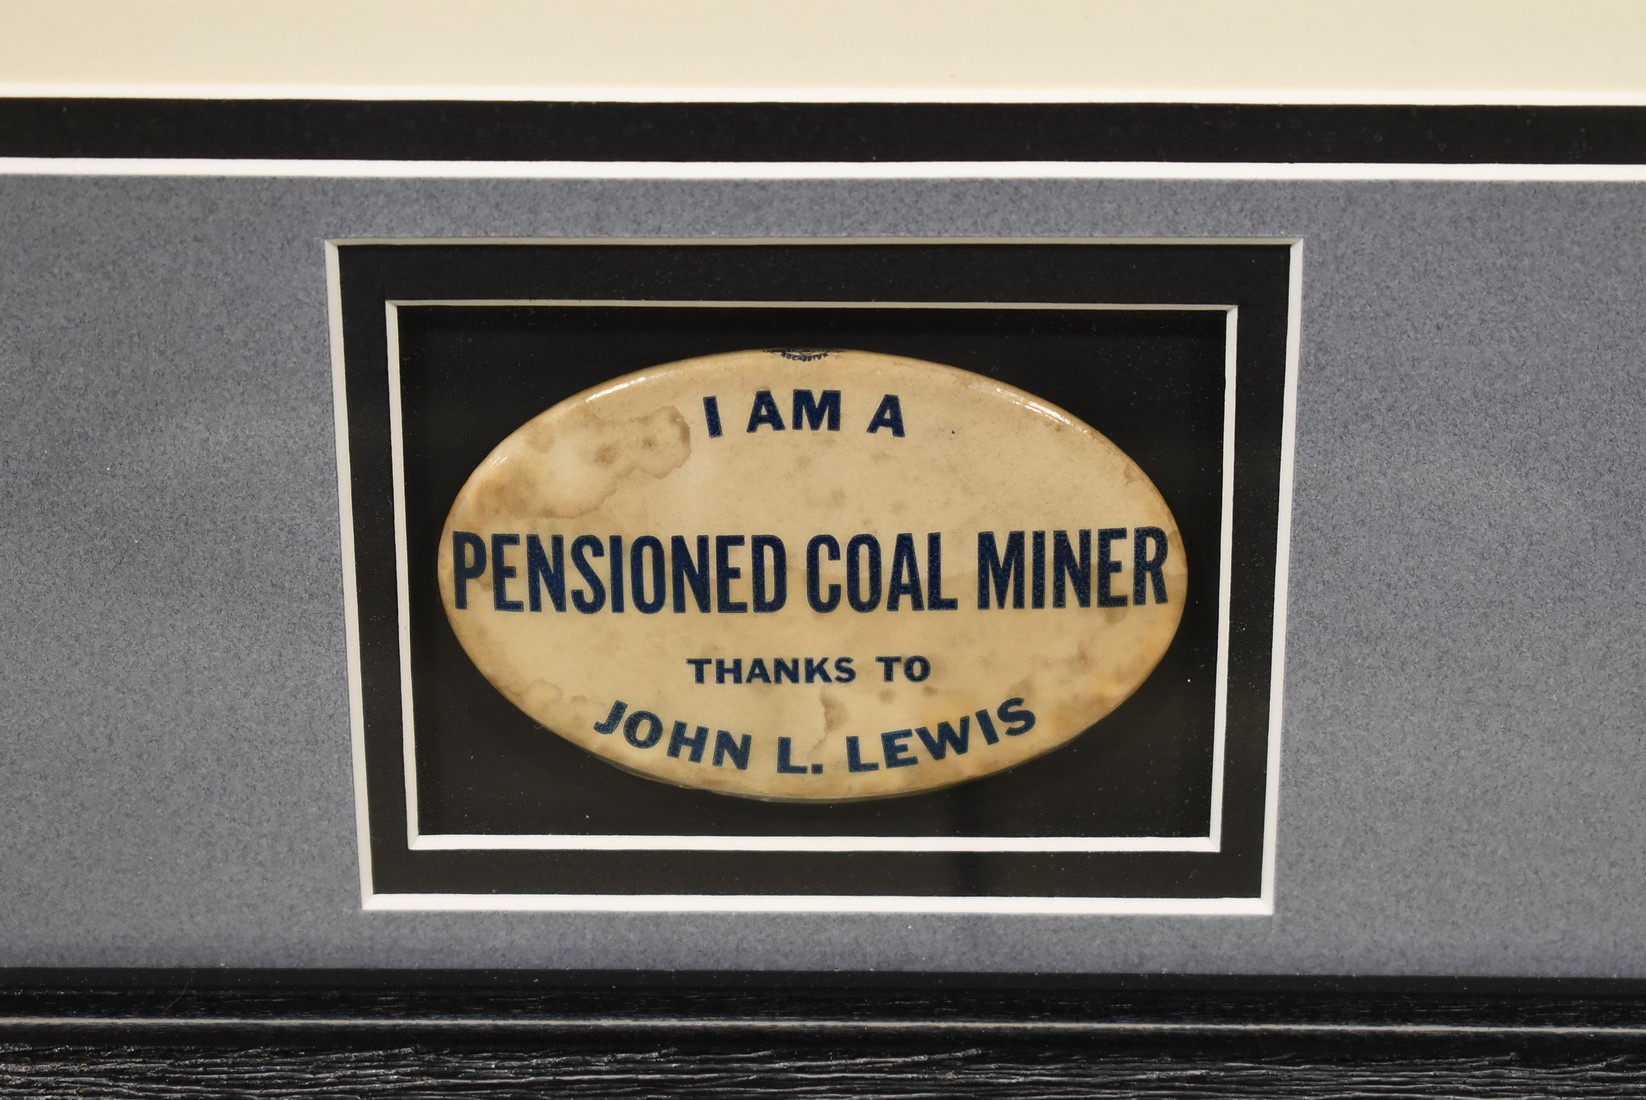 I AM A
PENSIONED COAL MINER
THANKS TO
JOHN L. LEWIS